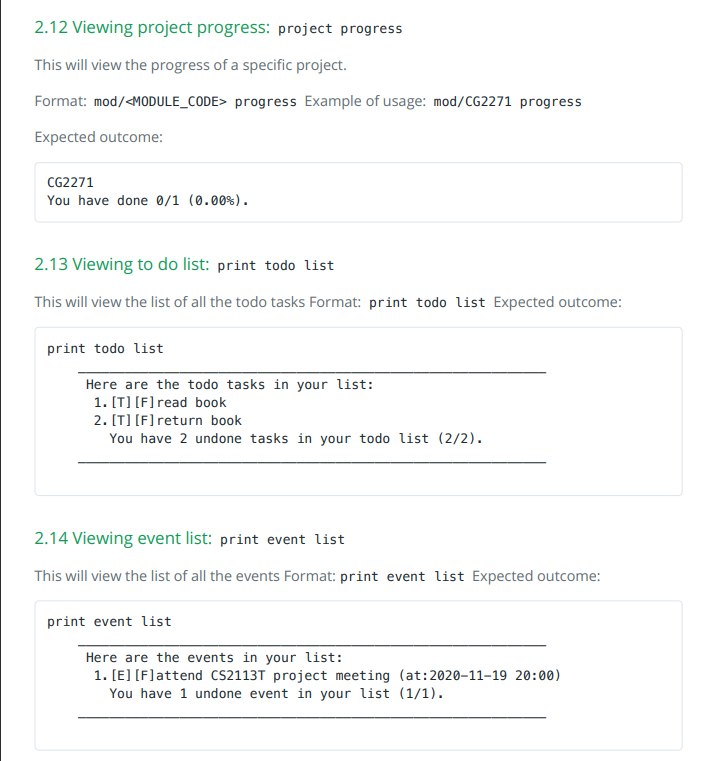 2.12 Viewing project progress: project progress
This will view the progress of a specific project.
Format: mod/<MODULE_CODE> progress Example of usage: mod/CG2271 progress
Expected outcome:
CG2271
You have done 0/1 (0.00%).
2.13 Viewing to do list: print todo list
This will view the list of all the todo tasks Format: print todo list Expected outcome:
print todo list
Here are the todo tasks in your list:
1.[T][F]read book
2.[T][F]return book
You have 2 undone tasks in your todo list (2/2).
2.14 Viewing event list: print event list
This will view the list of all the events Format: print event list Expected outcome:
print event list
Here are the events in your list:
1.[E][F]attend CS2113T project meeting (at:2020-11-19 20:00)
You have 1 undone event in your list (1/1).